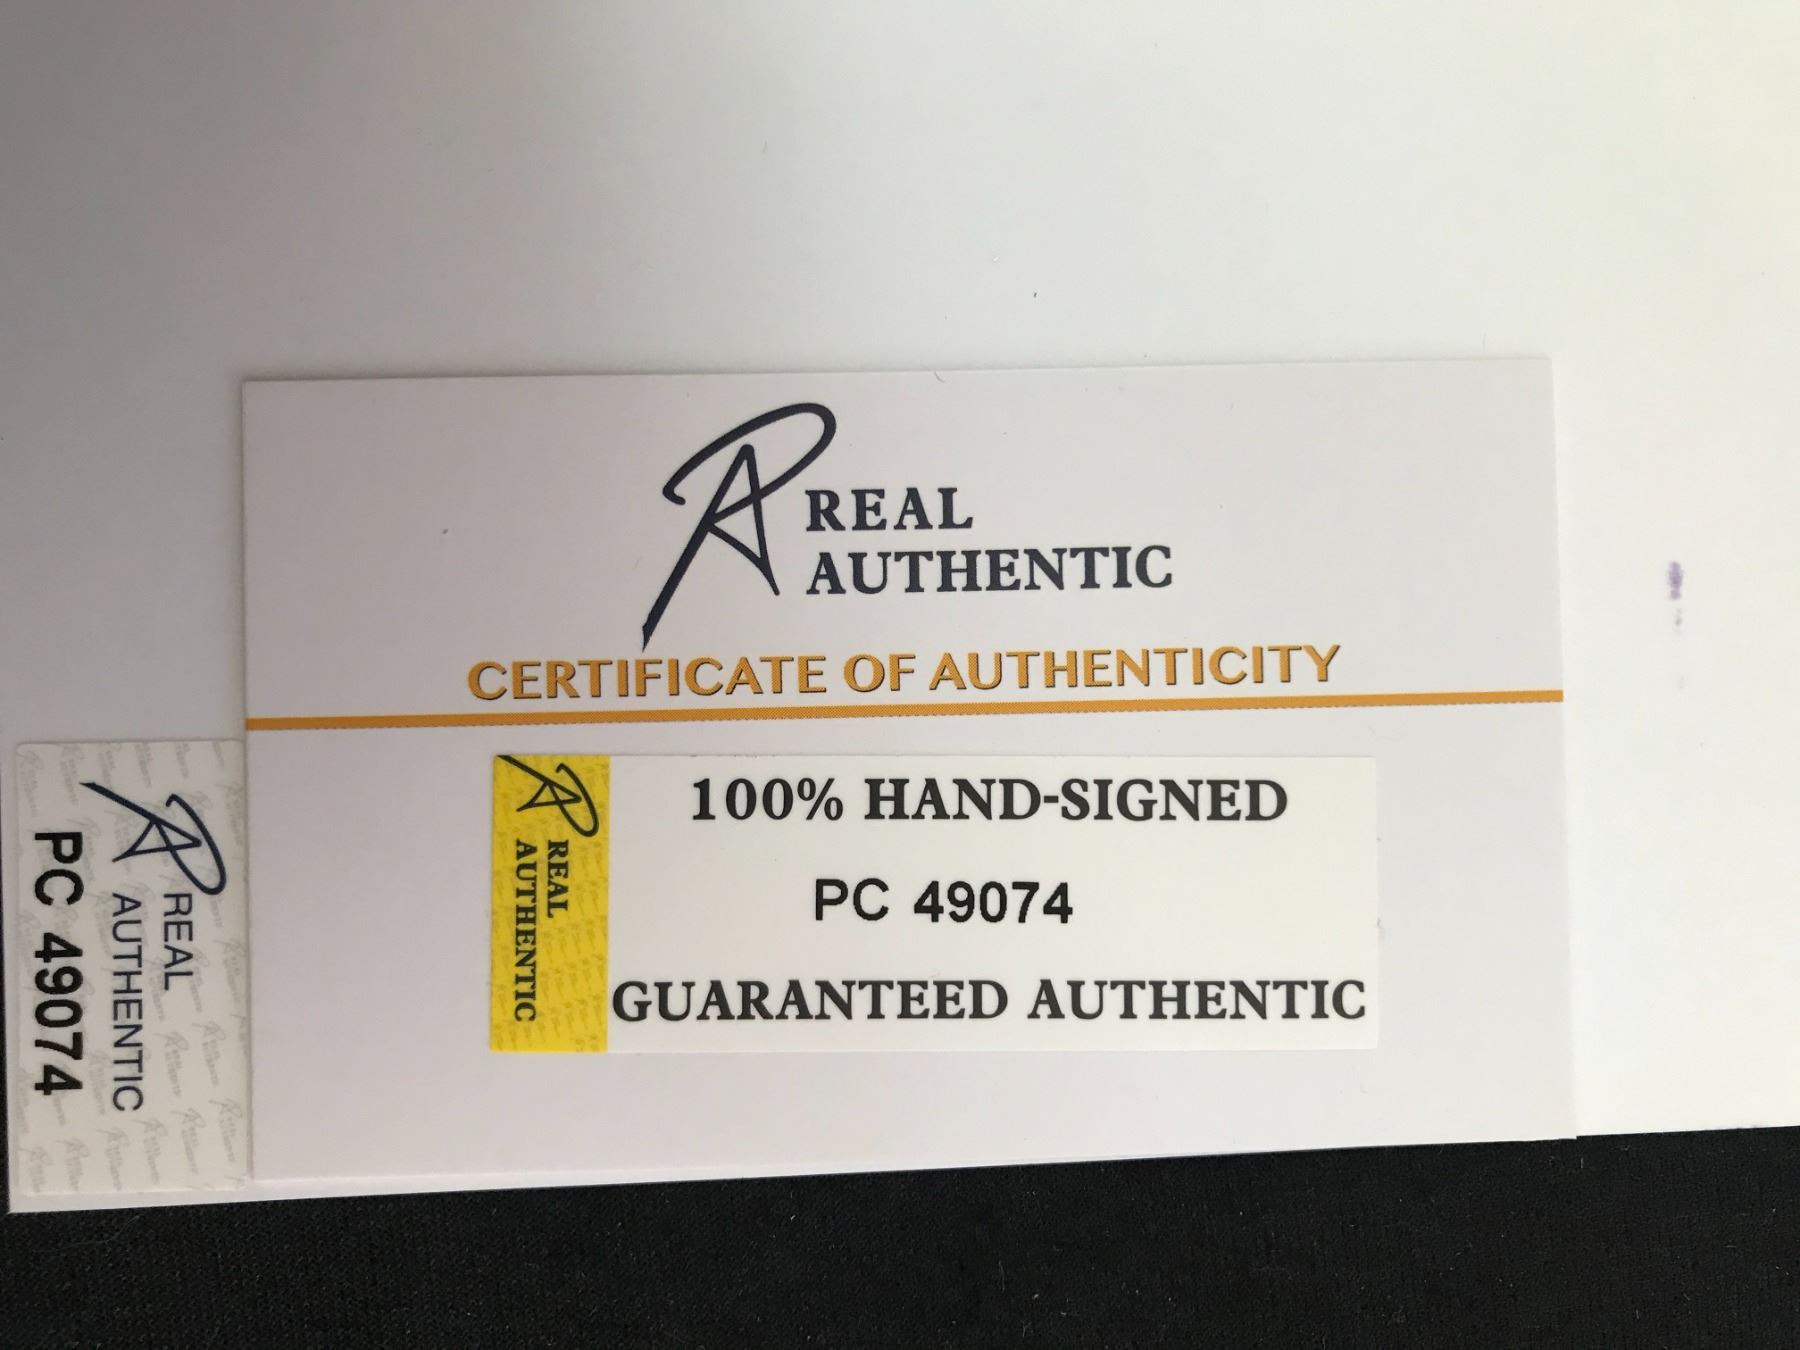 REAL
AUTHENTIC
CERTIFICATE OF AUTHENTICITY
REAL
AUTHENTIC
100% HAND-SIGNED
PC 49074
GUARANTEED AUTHENTIC
REAL
AUTHENTIC
PC 49074